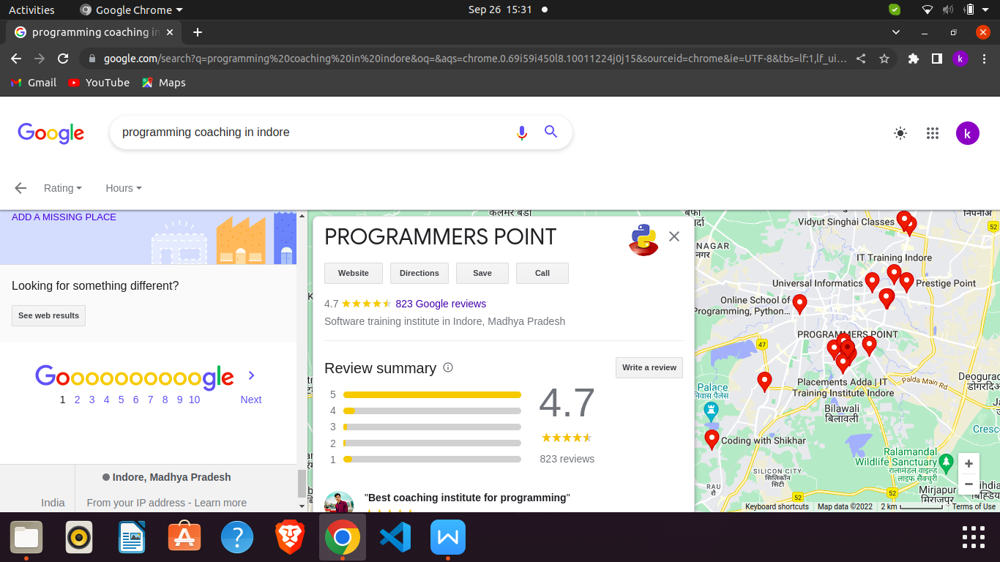 Activities
Google Chrome
Sep 26 15:31
programming coaching in
google.com/search?q=programming%20coaching%20in%20indore&oq=&aqs=chrome.0.69i59i450l8.10011224j0j15&sourceid=chrome&ie=UTF-8&tbs=lf:1,lf_ui...
k
Gmail
YouTube
Maps
Google
programming coaching in indore
k
Rating
Hours
ADD A MISSING PLACE
Looking for something different?
See web results
Goooooooooogle
1 2 3 4 5 6 7 8 9 10
Next
India
Indore, Madhya Pradesh
From your IP address - Learn more
PROGRAMMERS POINT
Website
Directions
Save
Call
4.7
823 Google reviews
Software training institute in Indore, Madhya Pradesh
Review summary
Write a review
5
4
3
2
1
4.7
823 reviews
"Best coaching institute for programming"
Vidyut Singhai Classes
52
NAGAR
नगर
IT Training Indore
Universal Informatics
Prestige Point
Online School of
Programming, Python...
PROGRAMMERS POINT
47
Placements Adda | IT
Training Institute Indore
Palda Main Rd
Deogurad
Palace
निवास पैलेस
Bilawali
बिलावली
Coding with Shikhar
Cresc
Ralamandal
Wildlife Sanctuary
रालामंडल वाइल्ड
लाइफ सैंक्चुरी
SILICON CITY
सिलिकॉन
सिटी
RAU
रौ
52
52
Mirjapur
मिरजापुर
+
−
Keyboard shortcuts
Map data ©2022
2 km
Terms of Use
A
?
W